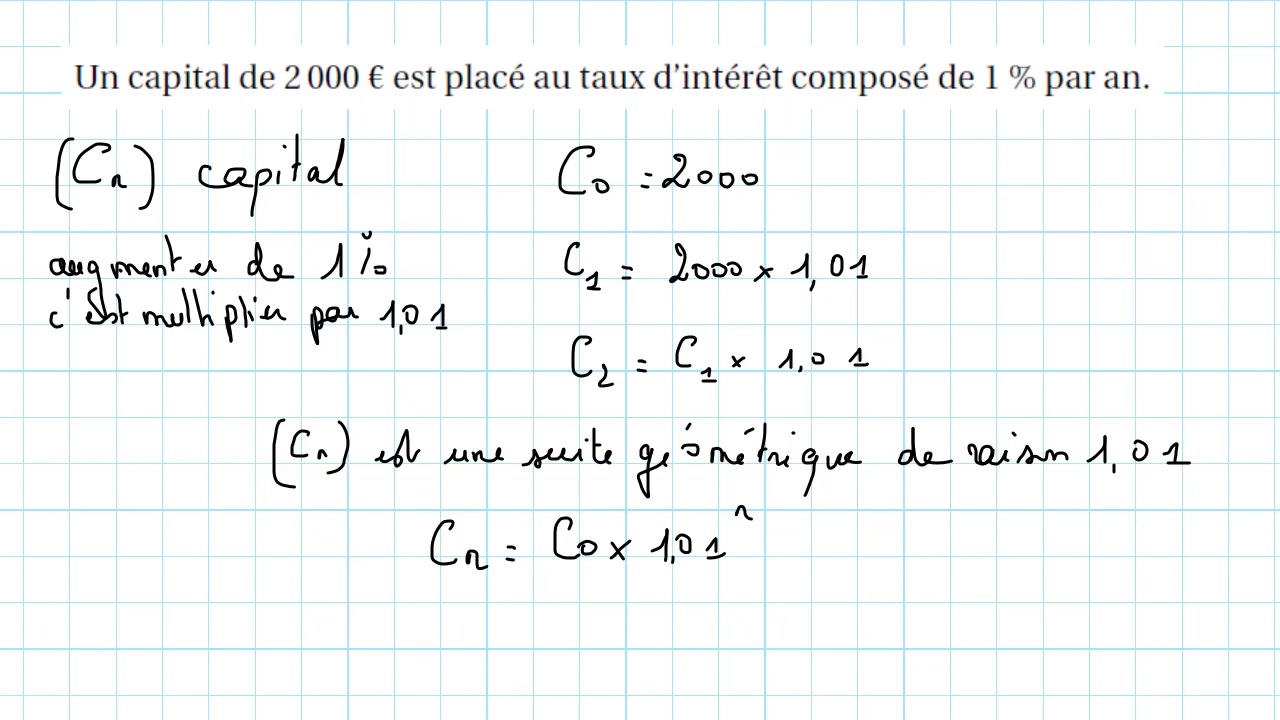 Un capital de 2 000 € est placé au taux d'intérêt composé de 1 % par an.
(Cn) capital
C0 = 2000
augmenter de 1 %
c'est multiplier par 1,01
C1 = 2000 × 1,01
C2 = C1 × 1,01
(Cn) est une suite géométrique de raison 1,01
Cn = C0 × 1,01^n